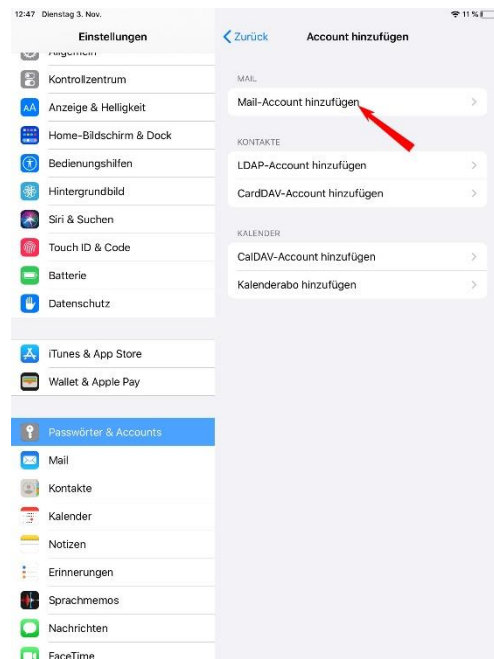 12:47 Dienstag 3. Nov.
11 %
Einstellungen
Allgemein
Kontrollzentrum
Anzeige & Helligkeit
Home-Bildschirm & Dock
Bedienungshilfen
Hintergrundbild
Siri & Suchen
Touch ID & Code
Batterie
Datenschutz
iTunes & App Store
Wallet & Apple Pay
Passwörter & Accounts
Mail
Kontakte
Kalender
Notizen
Erinnerungen
Sprachmemos
Nachrichten
FaceTime
Zurück
Account hinzufügen
MAIL
Mail-Account hinzufügen
KONTAKTE
LDAP-Account hinzufügen
CardDAV-Account hinzufügen
KALENDER
CalDAV-Account hinzufügen
Kalenderabo hinzufügen